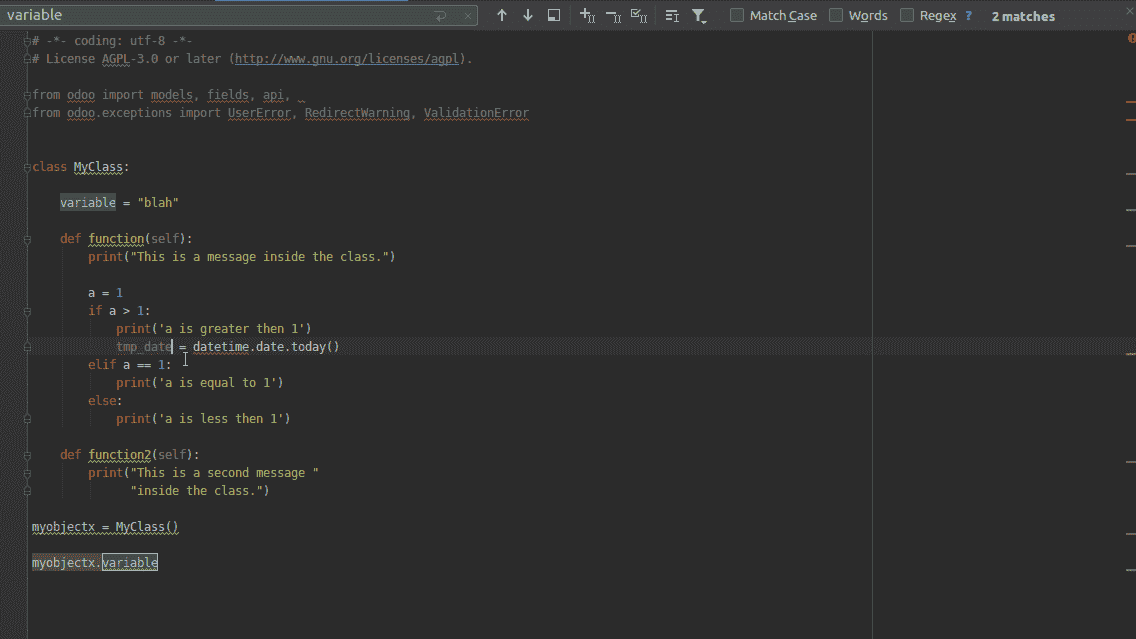 variable
Match Case Words Regex ? 2 matches
# -*- coding: utf-8 -*-
# License AGPL-3.0 or later (http://www.gnu.org/licenses/agpl).
from odoo import models, fields, api, _
from odoo.exceptions import UserError, RedirectWarning, ValidationError
class MyClass:
variable = "blah"
def function(self):
print("This is a message inside the class.")
a = 1
if a > 1:
print('a is greater then 1')
tmp_date = datetime.date.today()
elif a == 1:
print('a is equal to 1')
else:
print('a is less then 1')
def function2(self):
print("This is a second message "
"inside the class.")
myobjectx = MyClass()
myobjectx.variable